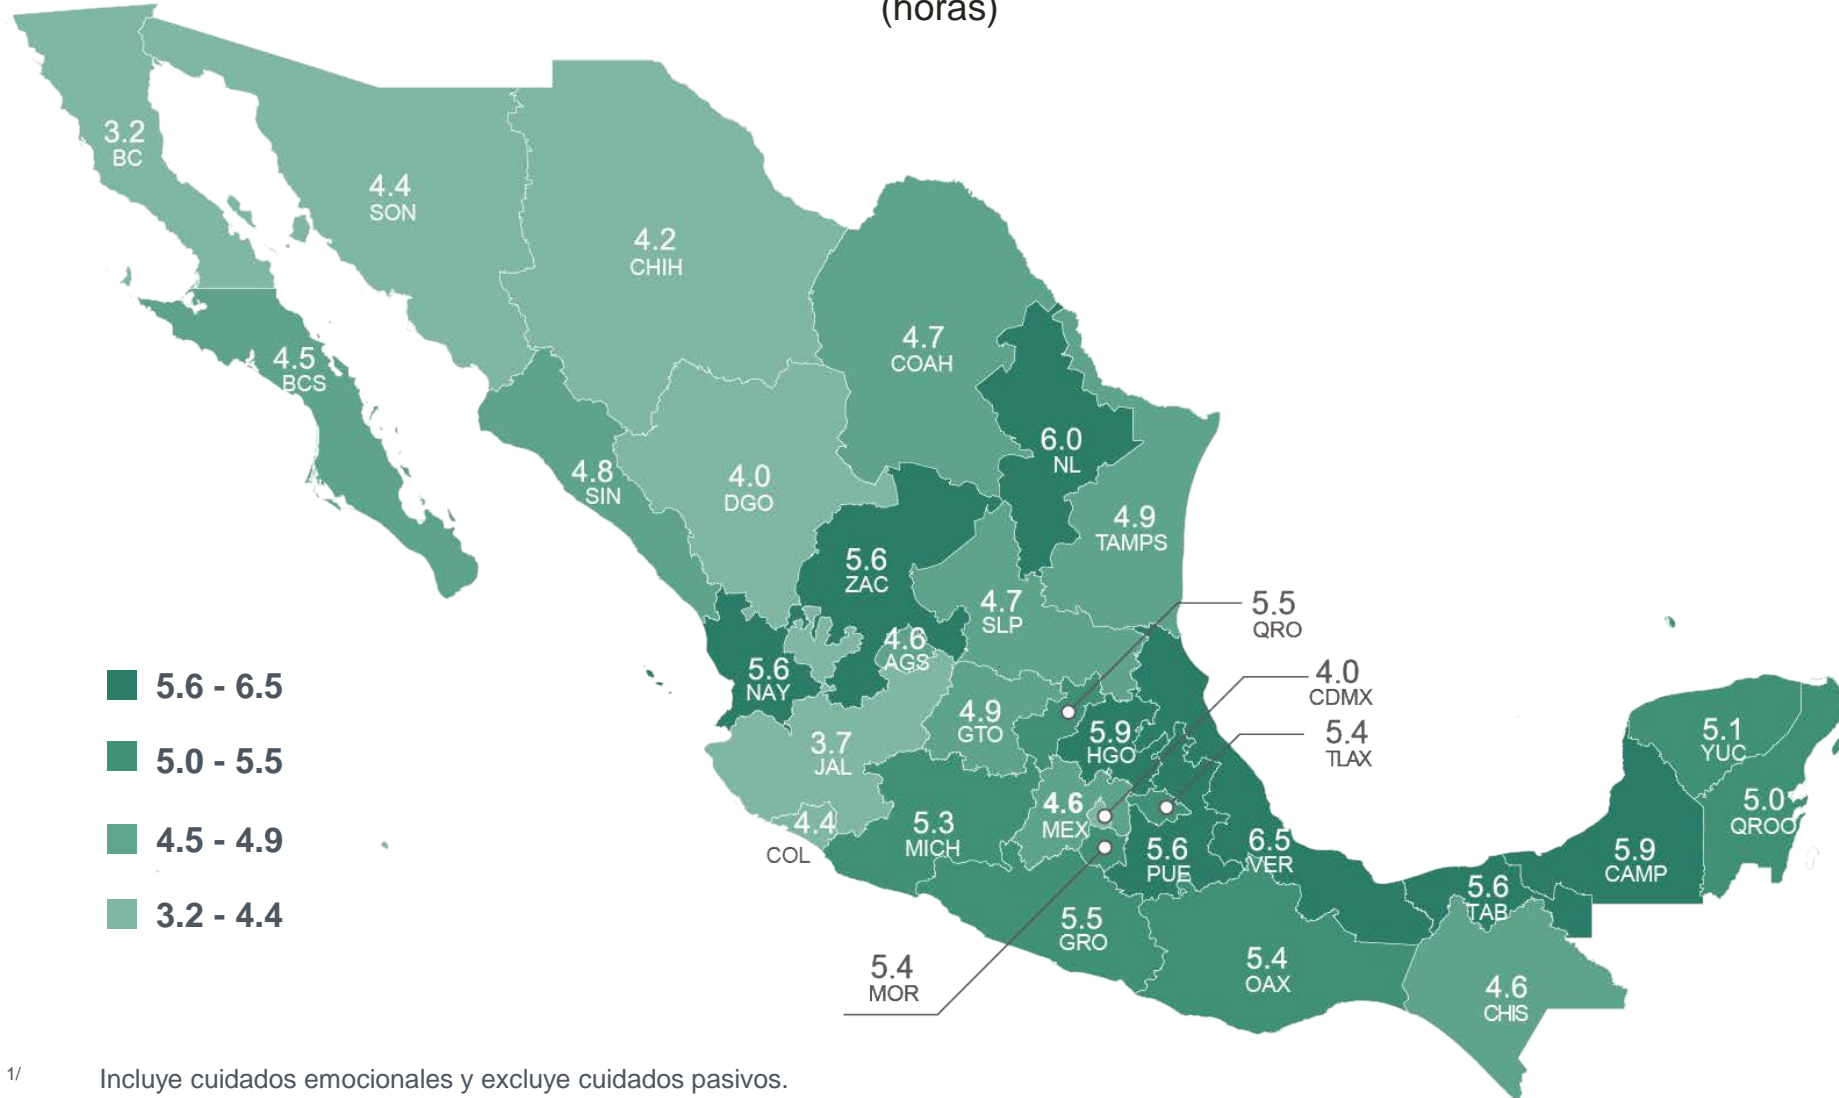 (horas)
3.2
BC
4.4
SON
4.2
CHIH
4.7
COAH
4.5
BCS
6.0
NL
4.8
SIN
4.0
DGO
4.9
TAMPS
5.6
ZAC
4.7
SLP
5.5
QRO
4.6
AGS
5.6
NAY
4.0
CDMX
4.9
GTO
5.9
HGO
5.4
TLAX
3.7
JAL
5.1
YUC
5.0
QROO
4.4
COL
5.3
MICH
4.6
MEX
5.6
PUE
6.5
VER
5.9
CAMP
5.6
TAB
5.5
GRO
5.4
MOR
5.4
OAX
4.6
CHIS
5.6 - 6.5
5.0 - 5.5
4.5 - 4.9
3.2 - 4.4
1/ Incluye cuidados emocionales y excluye cuidados pasivos.